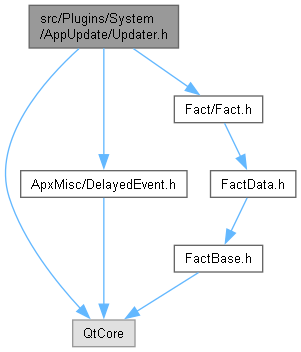 src/Plugins/System
/AppUpdate/Updater.h
Fact/Fact.h
ApxMisc/DelayedEvent.h
FactData.h
FactBase.h
QtCore